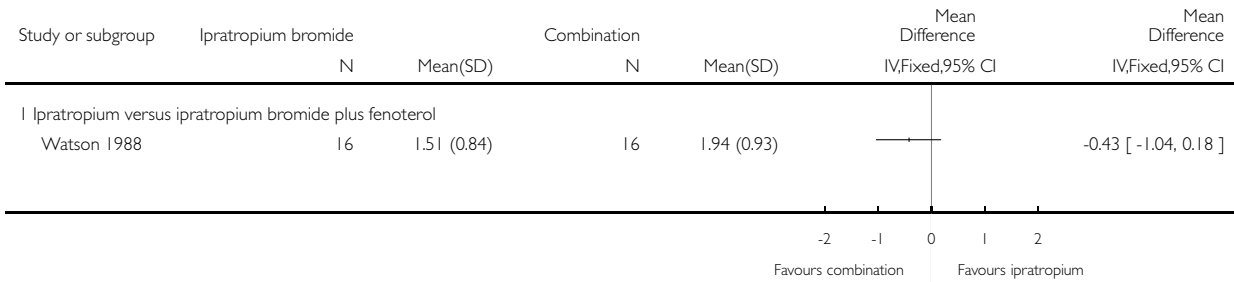 Mean Mean
Study or subgroup Ipratropium bromide Combination Difference Difference
N Mean(SD) N Mean(SD) IV,Fixed,95% CI IV,Fixed,95% CI
1 Ipratropium versus ipratropium bromide plus fenoterol
Watson 1988 16 1.51 (0.84) 16 1.94 (0.93) -0.43 [ -1.04, 0.18 ]
-2 -1 0 1 2
Favours combination Favours ipratropium